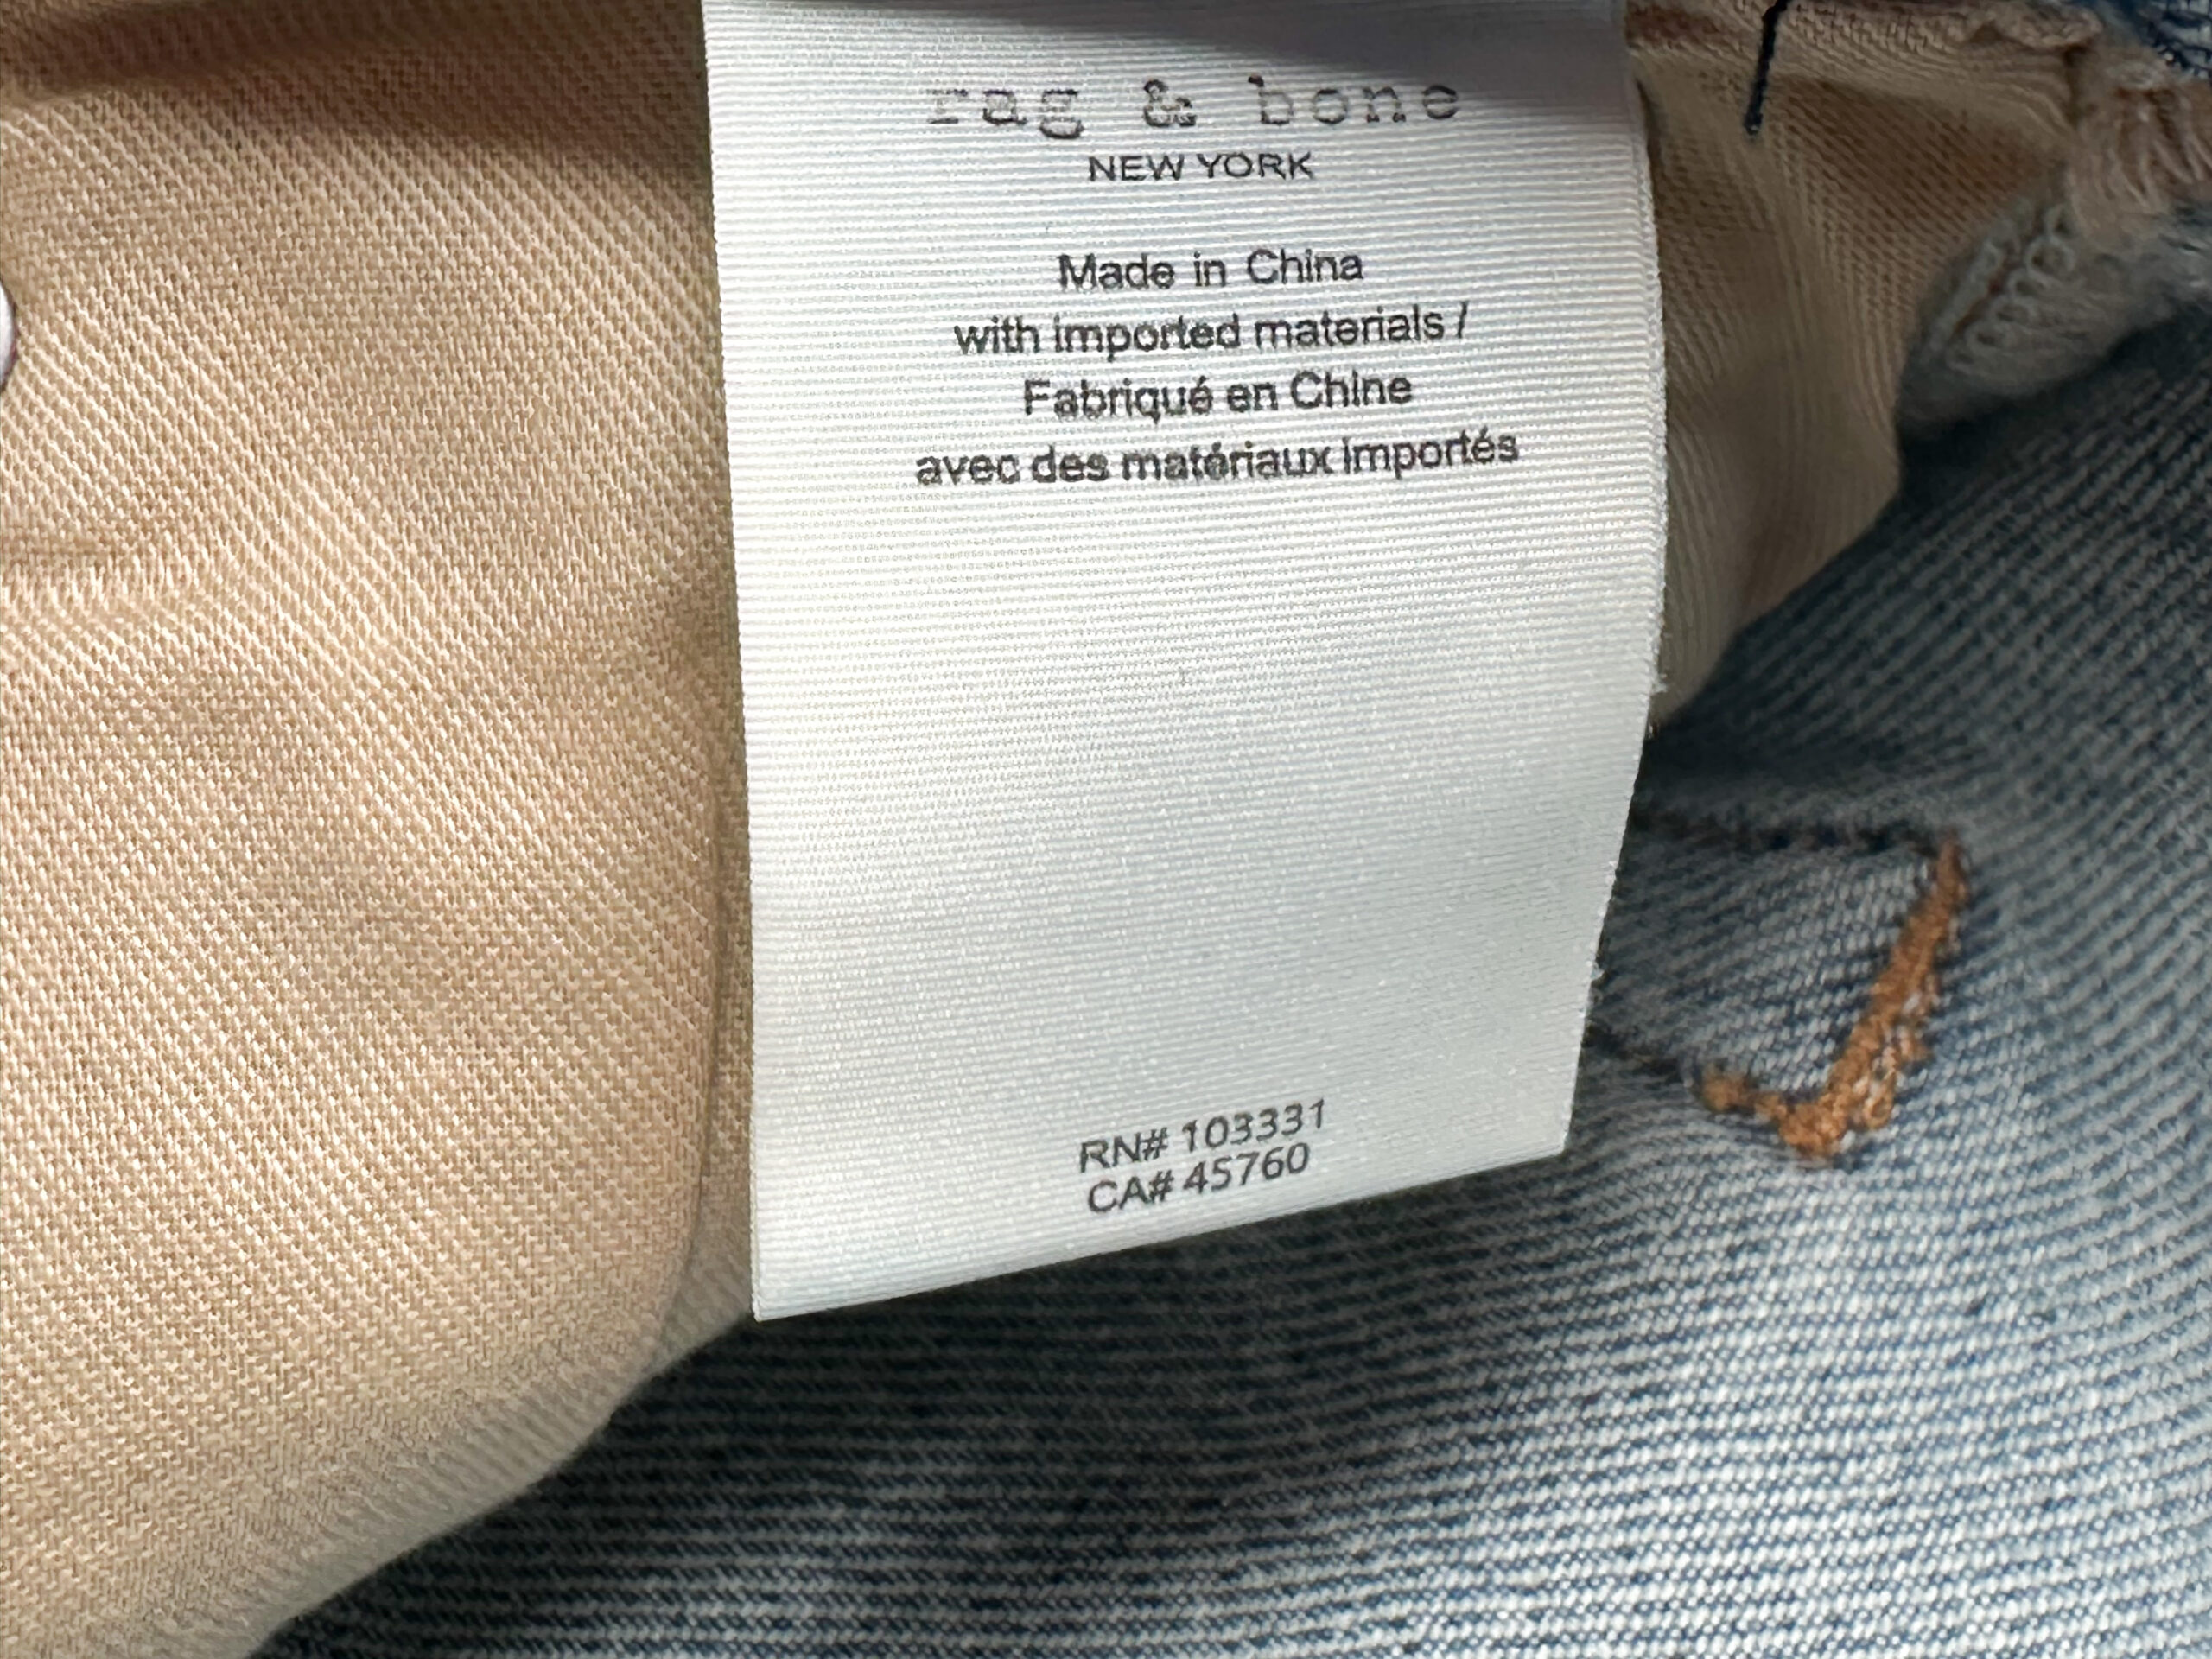 rag & bone
NEW YORK
Made in China
with imported materials /
Fabriqué en Chine
avec des matériaux importés
RN# 103331
CA# 45760